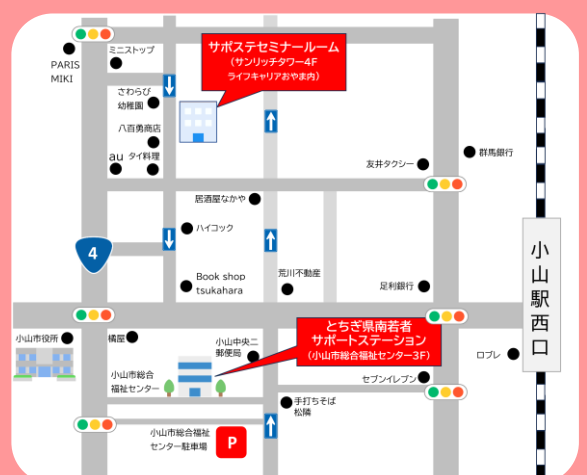 PARIS
MIKI
ミニストップ
サポステセミナールーム
(サンリッチタワー4F
ライフキャリアおやま内)
さわらび
幼稚園
八百勇商店
au
タイ料理
友井タクシー
群馬銀行
居酒屋なかや
ハイコック
4
Book shop
tsukahara
荒川不動産
足利銀行
小山駅西口
小山市役所
橘屋
小山中央二
郵便局
とちぎ県南若者
サポートステーション
(小山市総合福祉センター3F)
ロブレ
小山市総合
福祉センター
セブンイレブン
手打ちそば
松隣
小山市総合福祉
センター駐車場
P